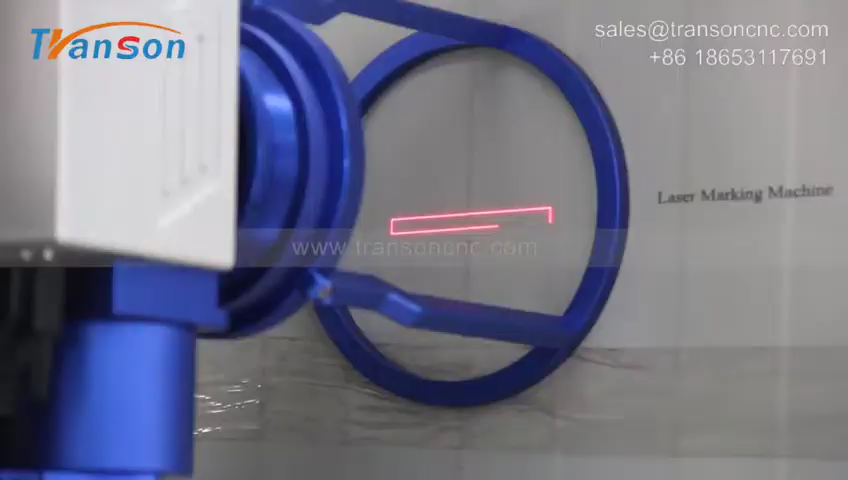 Transon
sales@transoncnc.com
+86 18653117691
Laser Marking Machine
www.transoncnc.com